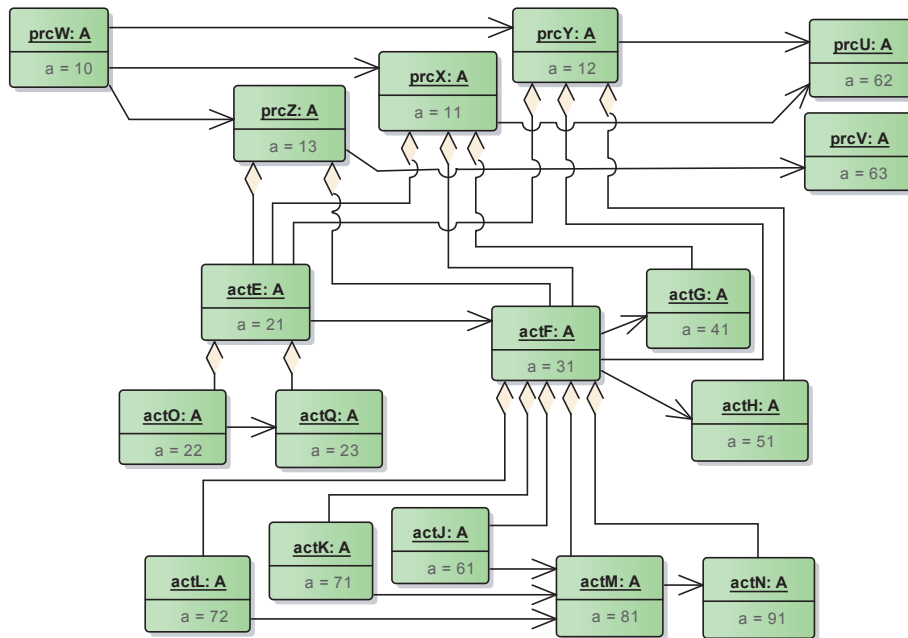 prcW: A
a = 10
prcY: A
a = 12
prcU: A
a = 62
prcX: A
a = 11
prcZ: A
a = 13
prcV: A
a = 63
actE: A
a = 21
actG: A
a = 41
actF: A
a = 31
actH: A
a = 51
actO: A
a = 22
actQ: A
a = 23
actJ: A
a = 61
actK: A
a = 71
actL: A
a = 72
actM: A
a = 81
actN: A
a = 91